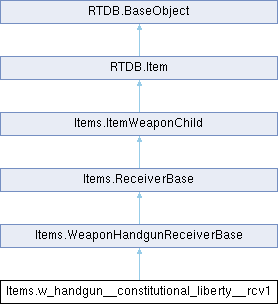 RTDB.BaseObject
RTDB.Item
Items.ItemWeaponChild
Items.ReceiverBase
Items.WeaponHandgunReceiverBase
Items.w_handgun__constitutional_liberty__rcv1